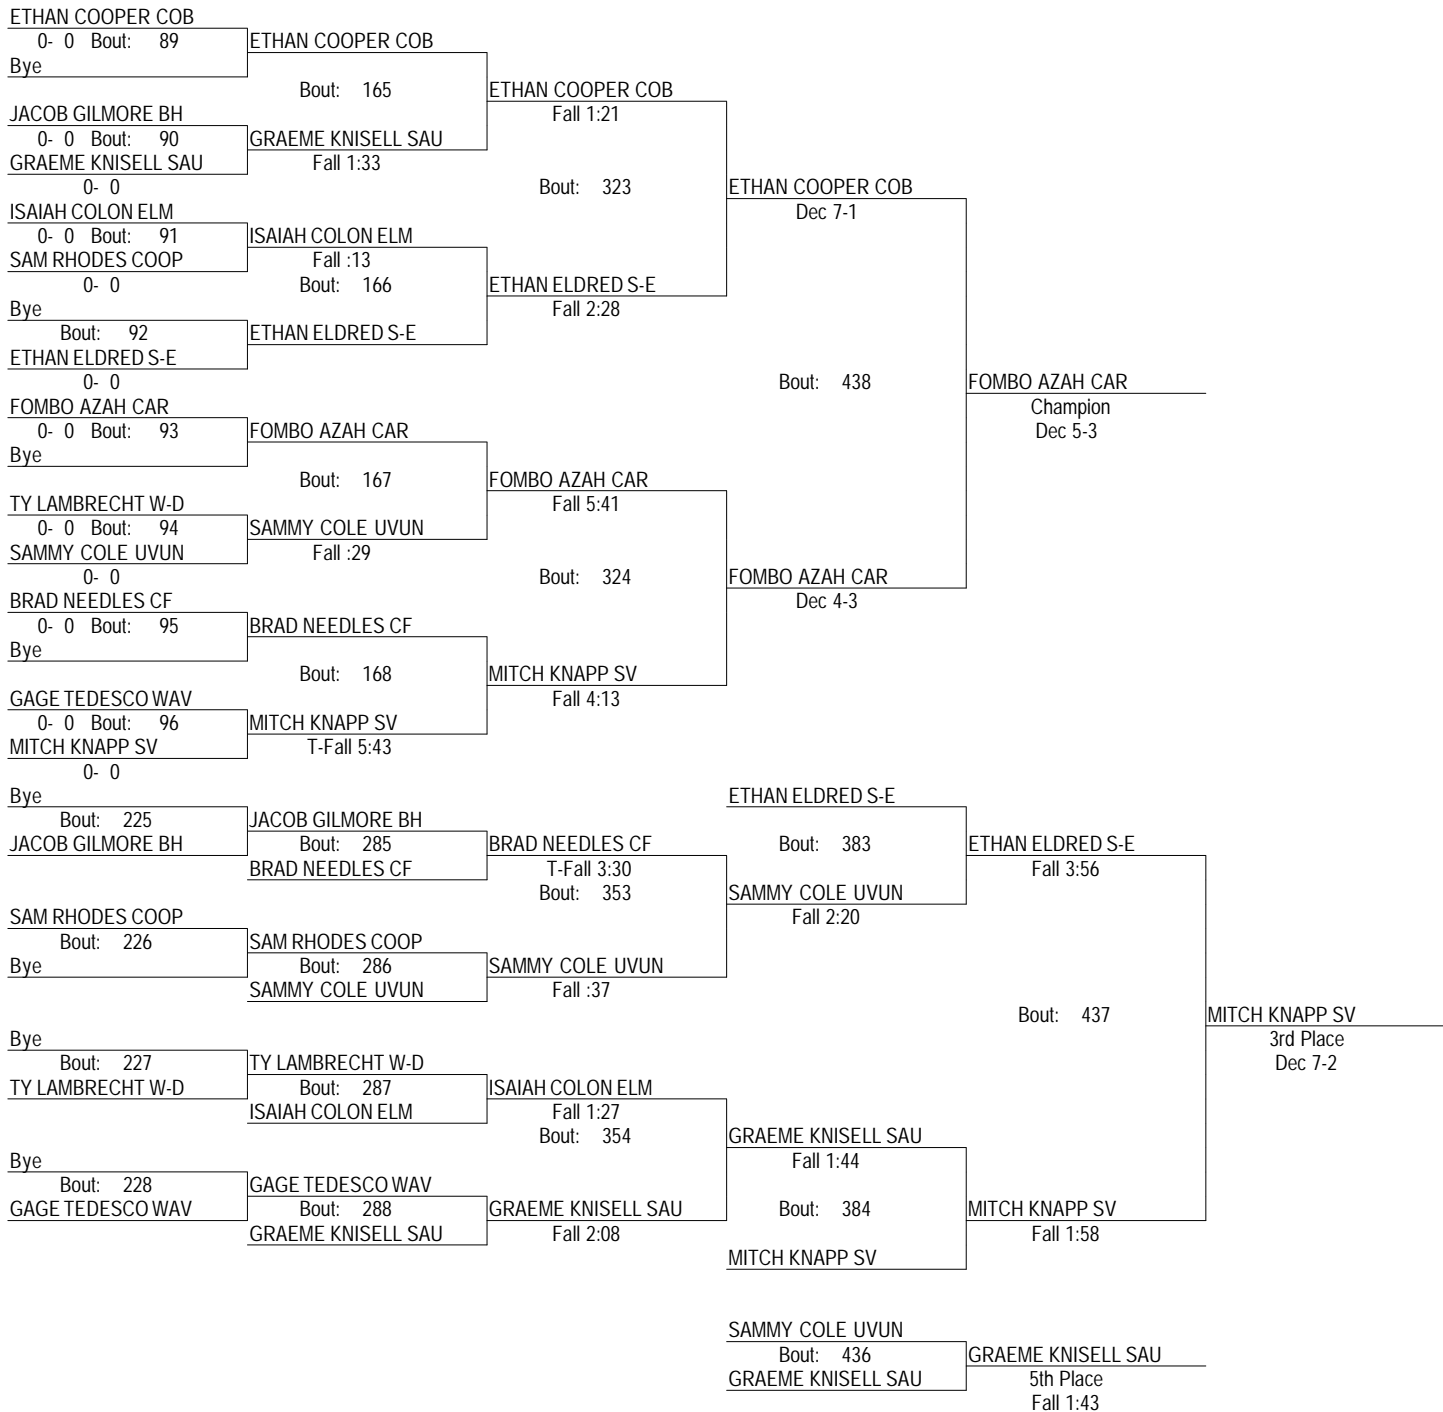 ETHAN COOPER COB
0- 0 Bout: 89
Bye
ETHAN COOPER COB
Bout: 165
JACOB GILMORE BH
0- 0 Bout: 90
GRAEME KNISELL SAU
0- 0
GRAEME KNISELL SAU
Fall 1:33
ETHAN COOPER COB
Fall 1:21
Bout: 323
ISAIAH COLON ELM
0- 0 Bout: 91
SAM RHODES COOP
0- 0
ISAIAH COLON ELM
Fall :13
Bout: 166
Bye
Bout: 92
ETHAN ELDRED S-E
0- 0
ETHAN ELDRED S-E
ETHAN ELDRED S-E
Fall 2:28
ETHAN COOPER COB
Dec 7-1
Bout: 438
FOMBO AZAH CAR
Champion
Dec 5-3
FOMBO AZAH CAR
0- 0 Bout: 93
Bye
FOMBO AZAH CAR
Bout: 167
TY LAMBRECHT W-D
0- 0 Bout: 94
SAMMY COLE UVUN
0- 0
SAMMY COLE UVUN
Fall :29
FOMBO AZAH CAR
Fall 5:41
Bout: 324
FOMBO AZAH CAR
Dec 4-3
BRAD NEEDLES CF
0- 0 Bout: 95
Bye
BRAD NEEDLES CF
Bout: 168
GAGE TEDESCO WAV
0- 0 Bout: 96
MITCH KNAPP SV
0- 0
MITCH KNAPP SV
T-Fall 5:43
MITCH KNAPP SV
Fall 4:13
Bye
Bout: 225
JACOB GILMORE BH
JACOB GILMORE BH
Bout: 285
BRAD NEEDLES CF
BRAD NEEDLES CF
T-Fall 3:30
Bout: 353
SAM RHODES COOP
Bout: 226
Bye
SAM RHODES COOP
Bout: 286
SAMMY COLE UVUN
SAMMY COLE UVUN
Fall :37
ETHAN ELDRED S-E
Bout: 383
SAMMY COLE UVUN
Fall 2:20
ETHAN ELDRED S-E
Fall 3:56
Bout: 437
MITCH KNAPP SV
3rd Place
Dec 7-2
Bye
Bout: 227
TY LAMBRECHT W-D
TY LAMBRECHT W-D
Bout: 287
ISAIAH COLON ELM
ISAIAH COLON ELM
Fall 1:27
Bout: 354
Bye
Bout: 228
GAGE TEDESCO WAV
GAGE TEDESCO WAV
Bout: 288
GRAEME KNISELL SAU
GRAEME KNISELL SAU
Fall 2:08
GRAEME KNISELL SAU
Fall 1:44
Bout: 384
MITCH KNAPP SV
MITCH KNAPP SV
Fall 1:58
SAMMY COLE UVUN
Bout: 436
GRAEME KNISELL SAU
GRAEME KNISELL SAU
5th Place
Fall 1:43